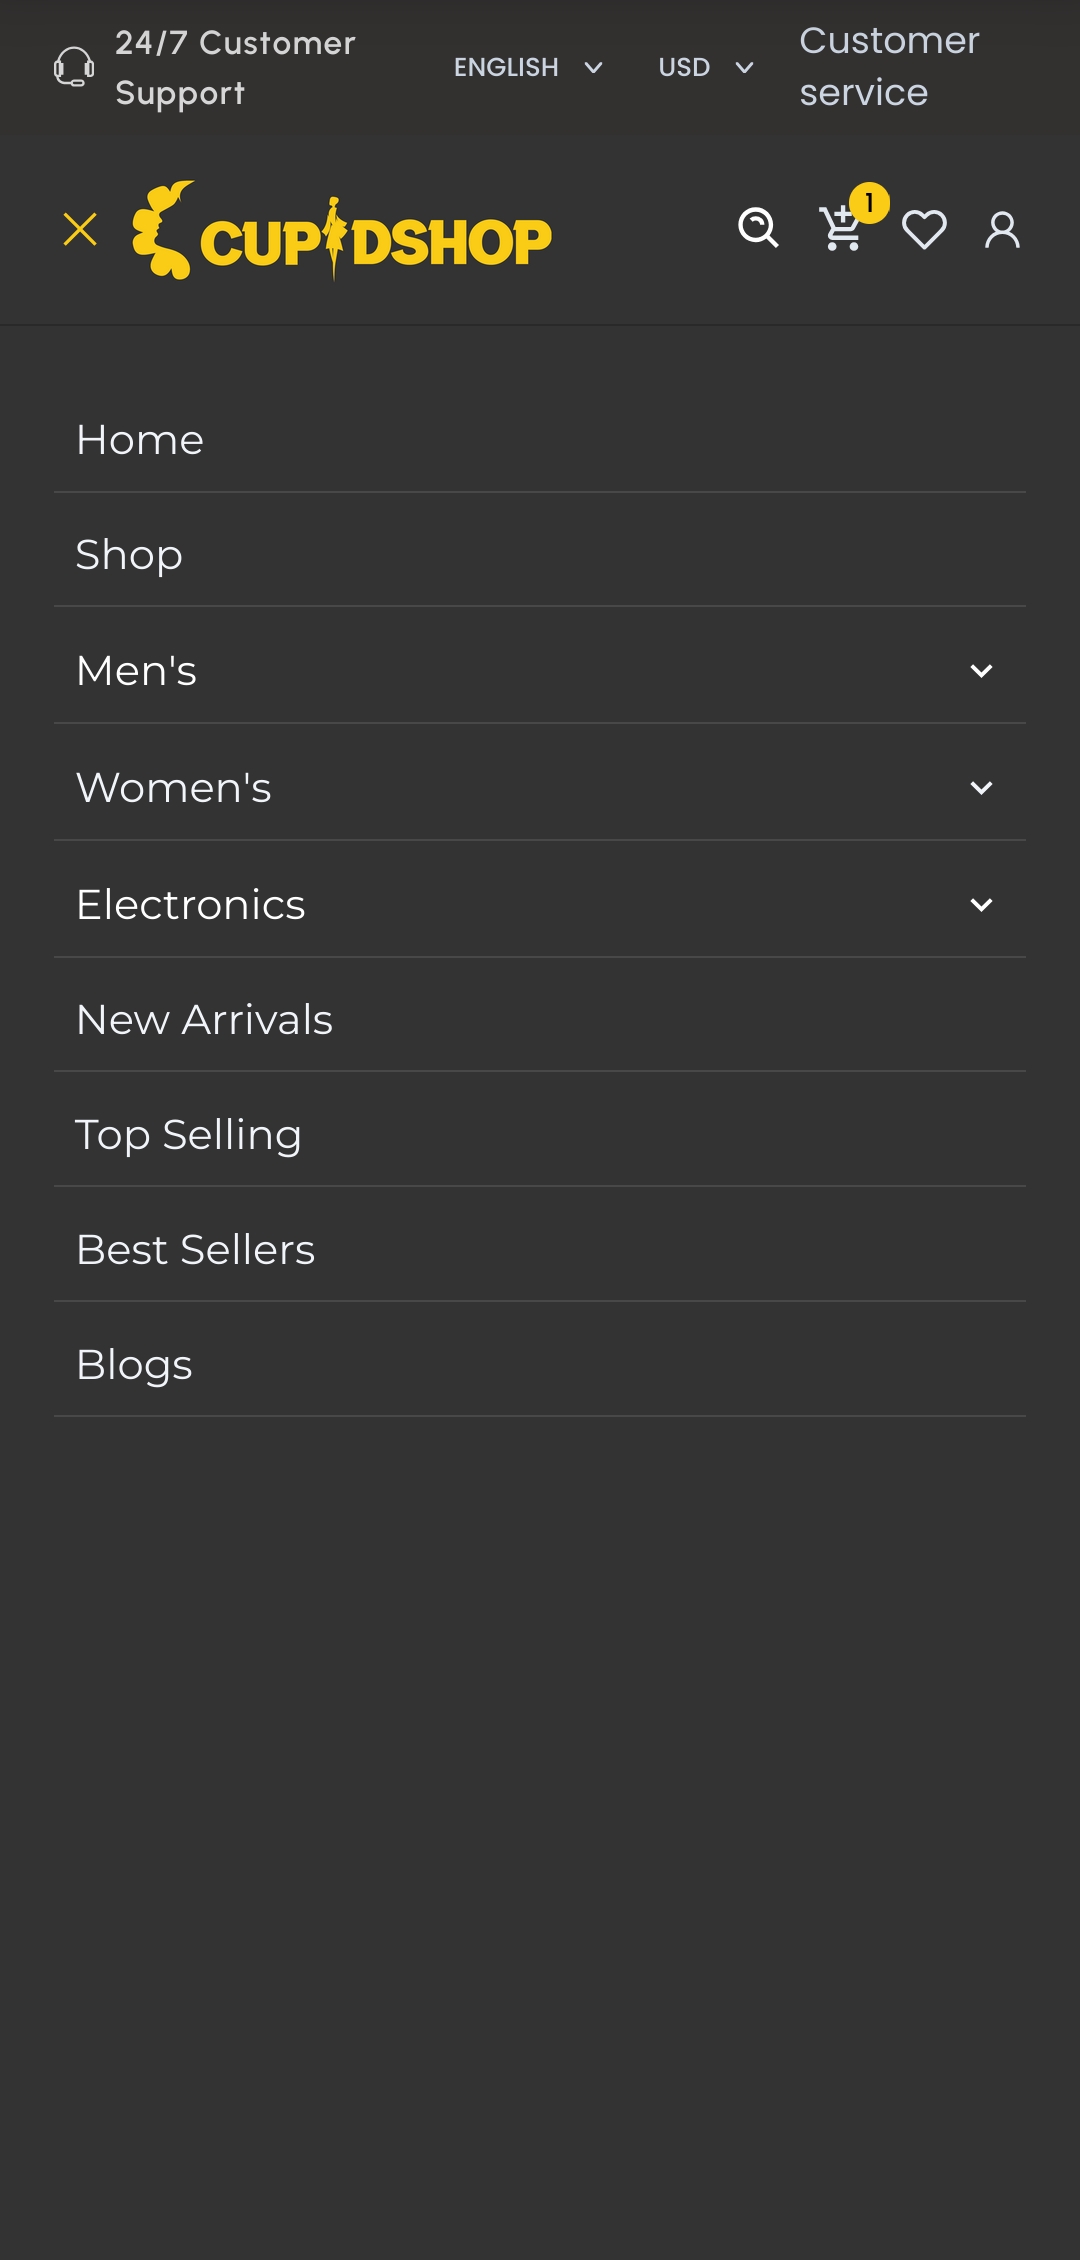 24/7 Customer
Support
ENGLISH
USD
Customer
service
CUPIDSHOP
1
Home
Shop
Men's
Women's
Electronics
New Arrivals
Top Selling
Best Sellers
Blogs